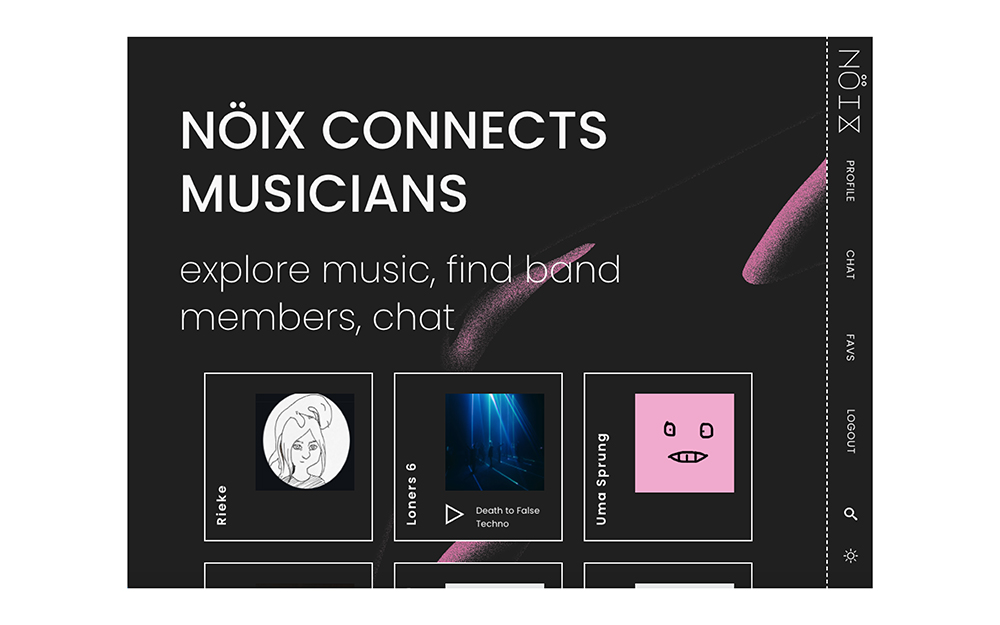 NÖIX CONNECTS
MUSICIANS
explore music, find band
members, chat
Rieke
Loners 6
Death to False
Techno
Uma Sprung
NÖIX
PROFILE
CHAT
FAVS
LOGOUT